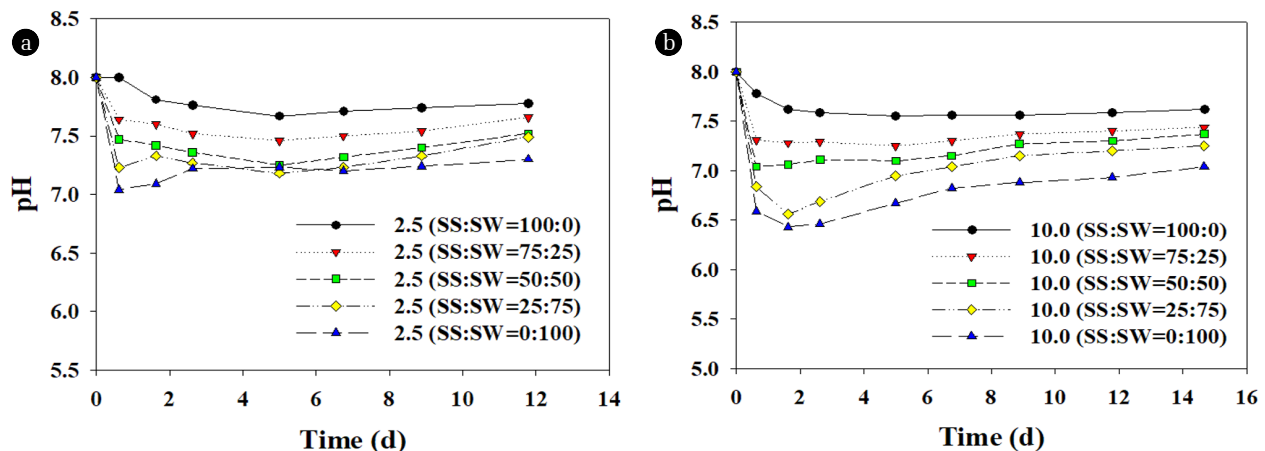 a
8.5
8.0
7.5
7.0
6.5
6.0
5.5
pH
0 2 4 6 8 10 12 14
Time (d)
2.5 (SS:SW=100:0)
2.5 (SS:SW=75:25)
2.5 (SS:SW=50:50)
2.5 (SS:SW=25:75)
2.5 (SS:SW=0:100)
b
8.5
8.0
7.5
7.0
6.5
6.0
5.5
5.0
pH
0 2 4 6 8 10 12 14 16
Time (d)
10.0 (SS:SW=100:0)
10.0 (SS:SW=75:25)
10.0 (SS:SW=50:50)
10.0 (SS:SW=25:75)
10.0 (SS:SW=0:100)